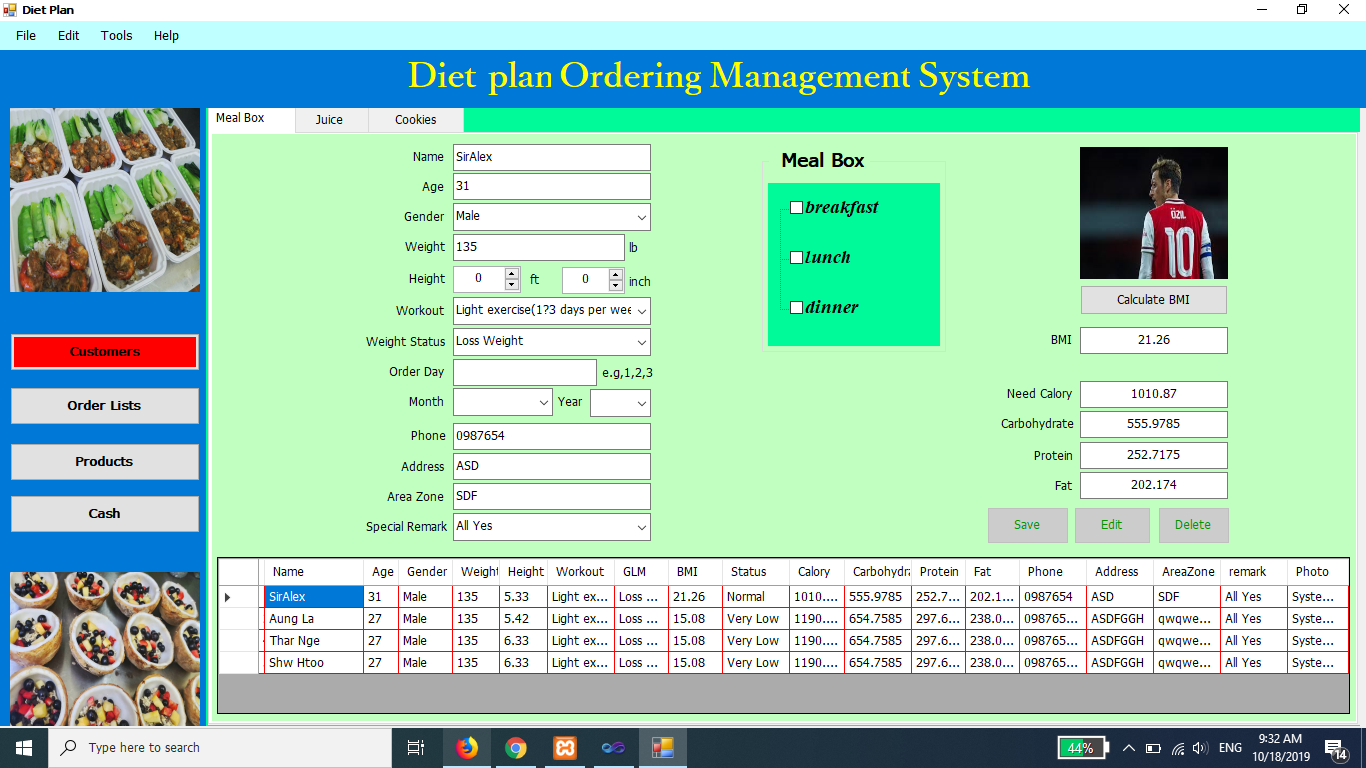 Diet Plan
File Edit Tools Help
Diet plan Ordering Management System
Meal Box Juice Cookies
Customers
Order Lists
Products
Cash
Name SirAlex
Age 31
Gender Male
Weight 135 lb
Height 0 ft 0 inch
Workout Light exercise(1?3 days per wee
Weight Status Loss Weight
Order Day e.g,1,2,3
Month Year
Phone 0987654
Address ASD
Area Zone SDF
Special Remark All Yes
Meal Box
breakfast
lunch
dinner
ÖZIL
10
Calculate BMI
BMI 21.26
Need Calory 1010.87
Carbohydrate 555.9785
Protein 252.7175
Fat 202.174
Save Edit Delete
Name Age Gender Weight Height Workout GLM BMI Status Calory Carbohydra Protein Fat Phone Address AreaZone remark Photo
SirAlex 31 Male 135 5.33 Light ex... Loss ... 21.26 Normal 1010.... 555.9785 252.7... 202.1... 0987654 ASD SDF All Yes Syste...
Aung La 27 Male 135 5.42 Light ex... Loss ... 15.08 Very Low 1190.... 654.7585 297.6... 238.0... 098765... ASDFGGH qwqwe... All Yes Syste...
Thar Nge 27 Male 135 6.33 Light ex... Loss ... 15.08 Very Low 1190.... 654.7585 297.6... 238.0... 098765... ASDFGGH qwqwe... All Yes Syste...
Shw Htoo 27 Male 135 6.33 Light ex... Loss ... 15.08 Very Low 1190.... 654.7585 297.6... 238.0... 098765... ASDFGGH qwqwe... All Yes Syste...
Type here to search
44%
ENG
9:32 AM
10/18/2019
14